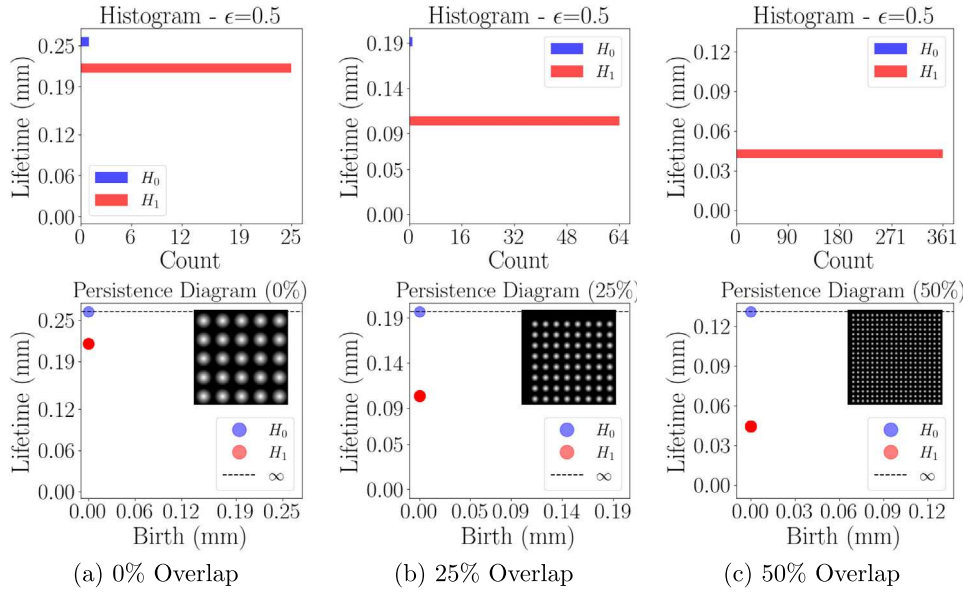 Histogram - ϵ=0.5
Lifetime (mm)
0.25
0.19
0.12
0.06
0.00
H₀
H₁
0 6 12 19 25
Count
Histogram - ϵ=0.5
Lifetime (mm)
0.19
0.14
0.09
0.05
0.00
H₀
H₁
0 16 32 48 64
Count
Histogram - ϵ=0.5
Lifetime (mm)
0.12
0.09
0.06
0.03
0.00
H₀
H₁
0 90 180 271 361
Count
Persistence Diagram (0%)
Lifetime (mm)
0.25
0.19
0.12
0.06
0.00
H₀
H₁
∞
0.00 0.06 0.12 0.19 0.25
Birth (mm)
Persistence Diagram (25%)
Lifetime (mm)
0.19
0.14
0.09
0.05
0.00
H₀
H₁
∞
0.00 0.05 0.09 0.14 0.19
Birth (mm)
Persistence Diagram (50%)
Lifetime (mm)
0.12
0.09
0.06
0.03
0.00
H₀
H₁
∞
0.00 0.03 0.06 0.09 0.12
Birth (mm)
(a) 0% Overlap
(b) 25% Overlap
(c) 50% Overlap